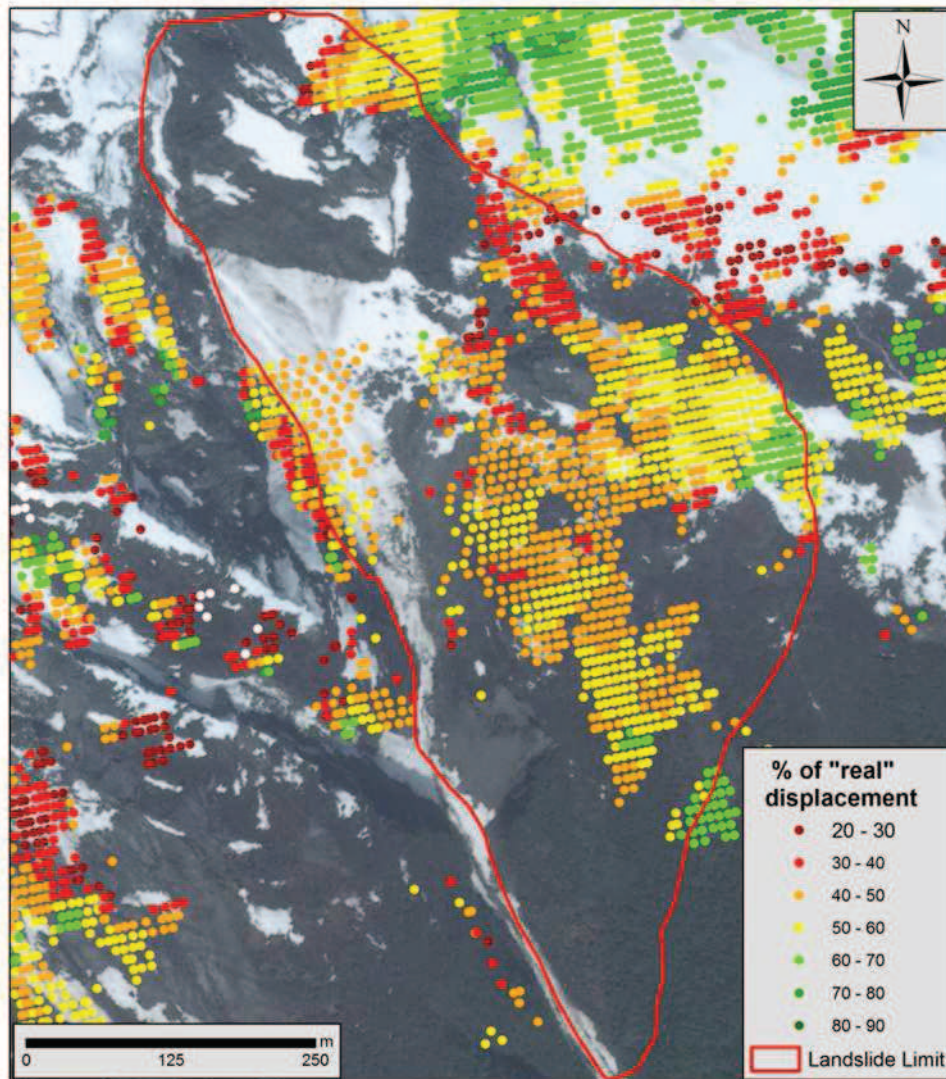 N
% of "real"
displacement
20 - 30
30 - 40
40 - 50
50 - 60
60 - 70
70 - 80
80 - 90
Landslide Limit
m
0 125 250